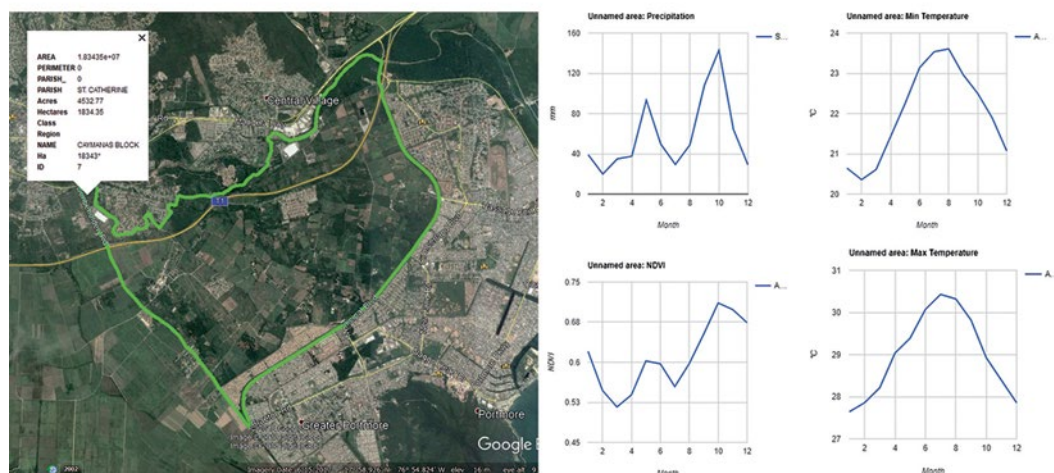 AREA 1.83435e+07
PERIMETER 0
PARISH_ 0
PARISH ST. CATHERINE
Acres 4532.77
Hectares 1834.35
Class
Region
NAME CAYMANAS BLOCK
Ha 18343*
ID 7
Central Village
11
Greater Portmore
Portmore
Google
2002
Unnamed area: Precipitation
S...
160
120
80
40
0
mm
2 4 6 8 10 12
Month
Unnamed area: Min Temperature
A...
24
23
22
21
20
°C
2 4 6 8 10 12
Month
Unnamed area: NDVI
A...
0.75
0.68
0.6
0.53
0.45
NDVI
2 4 6 8 10 12
Month
Unnamed area: Max Temperature
A...
31
30
29
28
27
°C
2 4 6 8 10 12
Month